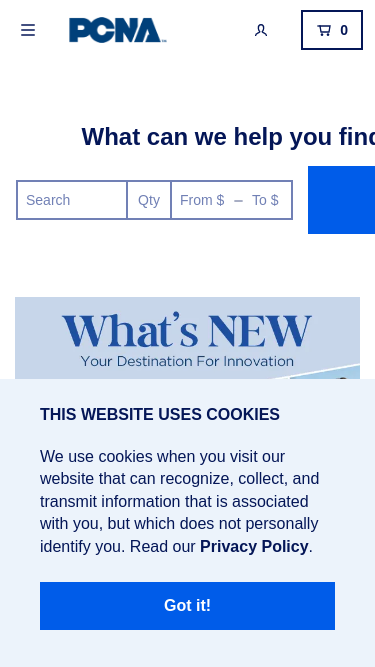 PCNA
0
What can we help you find
Search
Qty
From $ – To $
What's NEW
Your Destination For Innovation
THIS WEBSITE USES COOKIES
We use cookies when you visit our
website that can recognize, collect, and
transmit information that is associated
with you, but which does not personally
identify you. Read our Privacy Policy.
Got it!